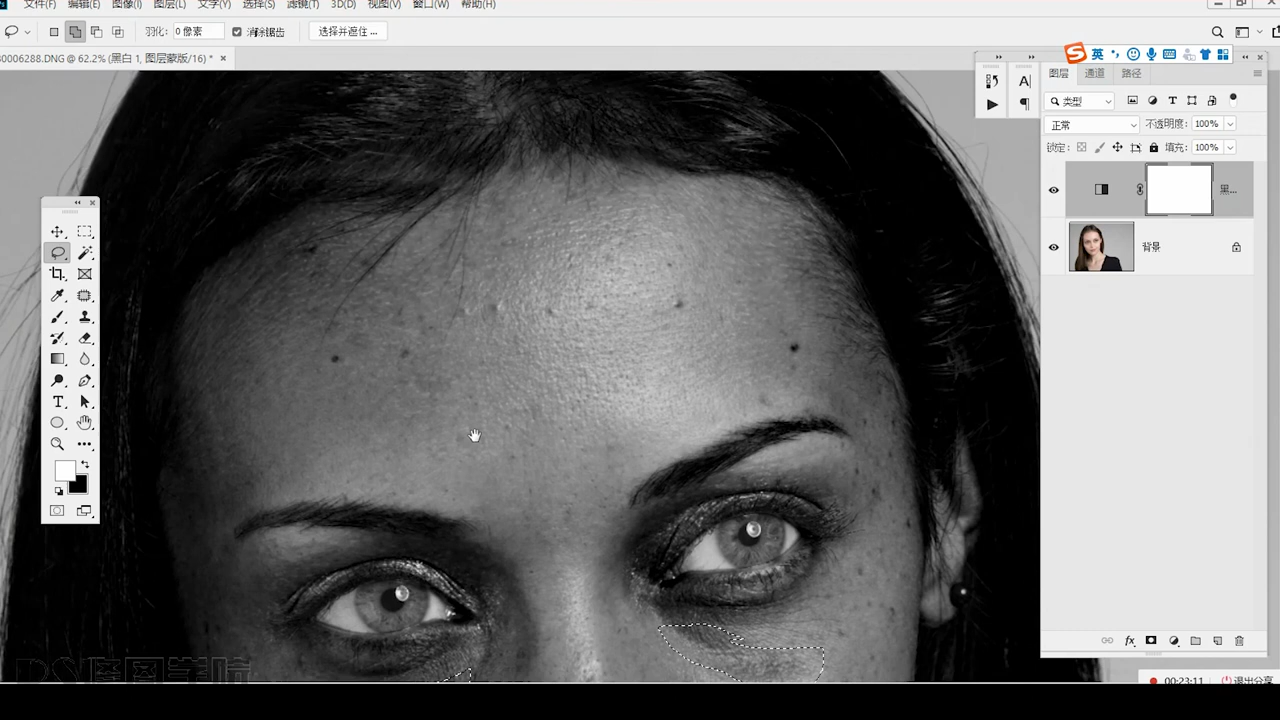 文件(F) 编辑(E) 图像(I) 图层(L) 文字(Y) 选择(S) 滤镜(T) 3D(D) 视图(V) 窗口(W) 帮助(H)
羽化: 0 像素 消除锯齿 选择并遮住 ...
80006288.DNG @ 62.2% (黑白 1, 图层蒙版/16) * ×
英
图层 通道 路径
类型
正常 不透明度: 100%
锁定: 填充: 100%
黑...
背景
00:23:11 退出分享